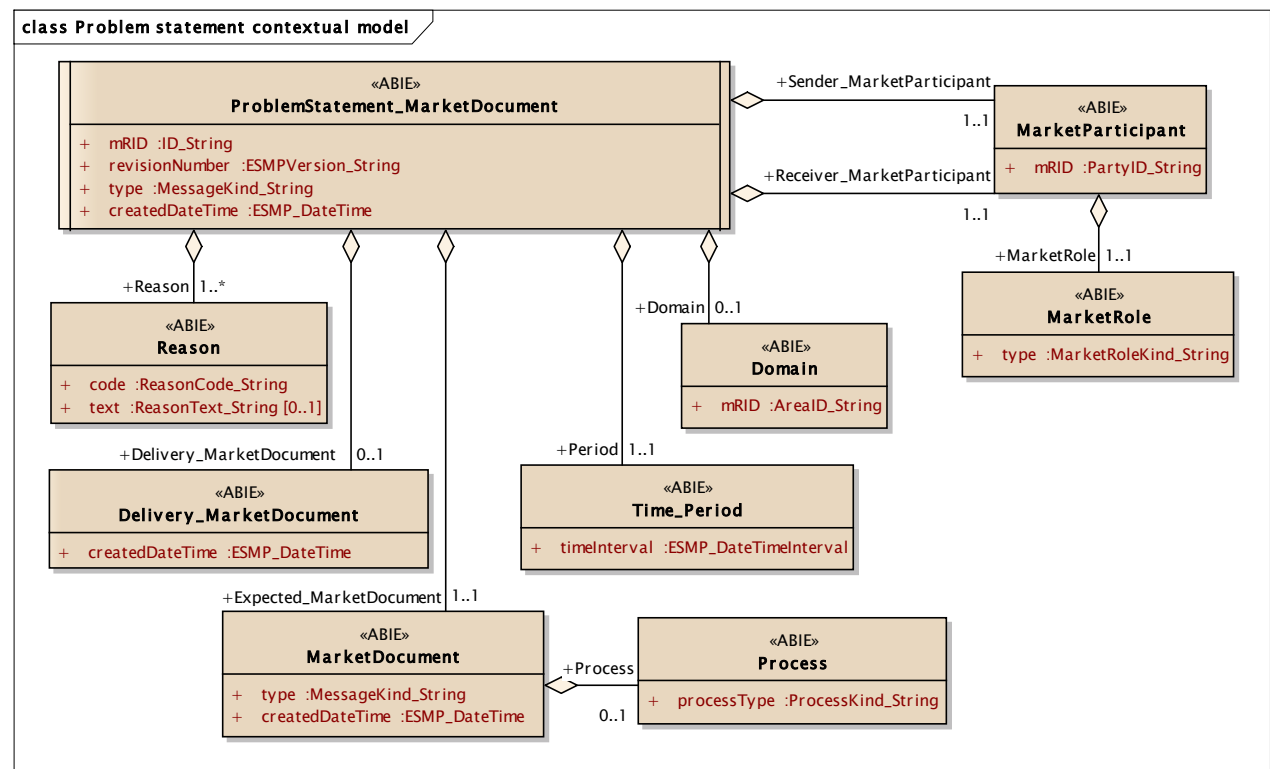 class Problem statement contextual model
«ABIE»
ProblemStatement_MarketDocument
+ mRID :ID_String
+ revisionNumber :ESMPVersion_String
+ type :MessageKind_String
+ createdDateTime :ESMP_DateTime
+Sender_MarketParticipant
1..1
+Receiver_MarketParticipant
1..1
«ABIE»
MarketParticipant
+ mRID :PartyID_String
+MarketRole 1..1
«ABIE»
MarketRole
+ type :MarketRoleKind_String
+Reason 1..*
«ABIE»
Reason
+ code :ReasonCode_String
+ text :ReasonText_String [0..1]
+Domain 0..1
«ABIE»
Domain
+ mRID :AreaID_String
+Delivery_MarketDocument 0..1
«ABIE»
Delivery_MarketDocument
+ createdDateTime :ESMP_DateTime
+Period 1..1
«ABIE»
Time_Period
+ timeInterval :ESMP_DateTimeInterval
+Expected_MarketDocument 1..1
«ABIE»
MarketDocument
+ type :MessageKind_String
+ createdDateTime :ESMP_DateTime
+Process
0..1
«ABIE»
Process
+ processType :ProcessKind_String